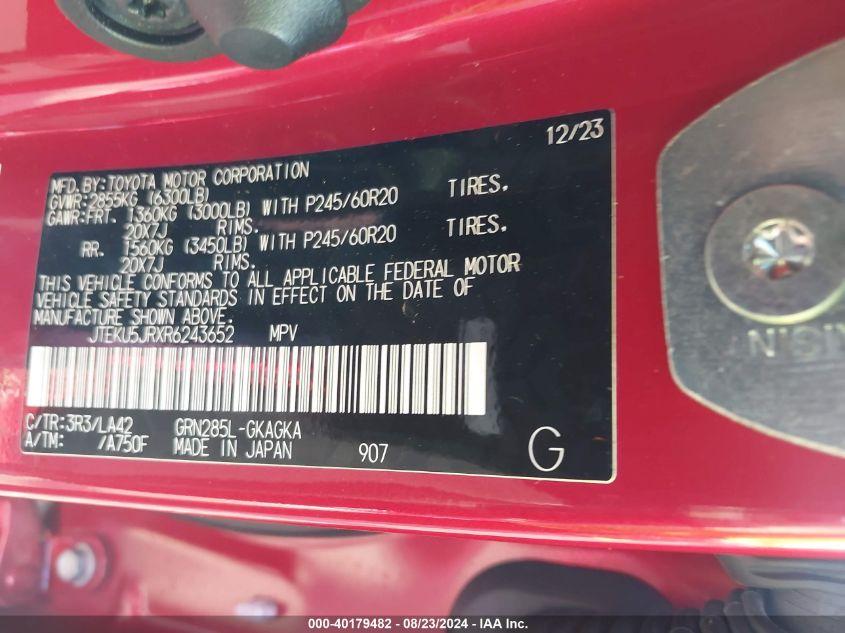 12/23
MFD.BY:TOYOTA MOTOR CORPORATION
GVWR:2855KG (6300LB)
GAWR:FRT. 1360KG (3000LB) WITH P245/60R20 TIRES.
20X7J RIMS.
RR. 1560KG (3450LB) WITH P245/60R20 TIRES.
20X7J RIMS.
THIS VEHICLE CONFORMS TO ALL APPLICABLE FEDERAL MOTOR
VEHICLE SAFETY STANDARDS IN EFFECT ON THE DATE OF
MANUFACTURE SHOWN ABOVE.
JTEKU5JRXR6243652 MPV
C/TR:3R3/LA42 GRN285L-GKAGKA
A/TM: /A750F MADE IN JAPAN 907 G
AISIN
000-40179482 - 08/23/2024 - IAA Inc.